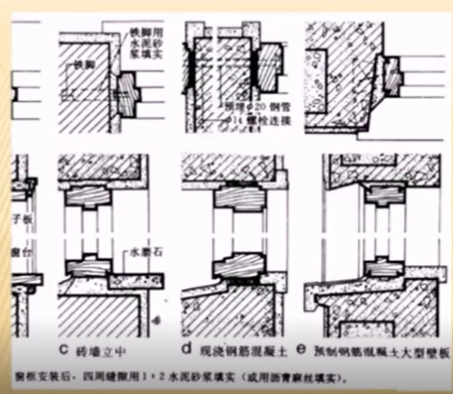 铁脚用
水泥砂
浆填实
铁脚
预埋φ20钢管
φ14螺栓连接
子板
窗台
水磨石
c 砖墙立中
d 现浇钢筋混凝土
e 预制钢筋混凝土大型壁板
窗框安装后，四周缝隙用1：2水泥砂浆填实（或用沥青麻丝填实）。